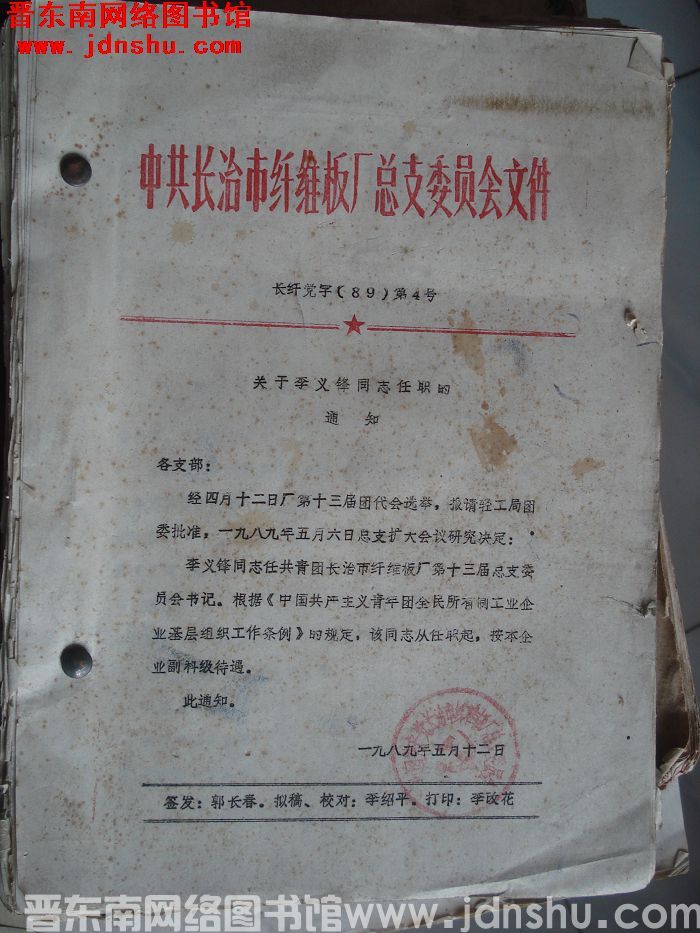 晋东南网络图书馆
www.jdnshu.com
中共长治市纤维板厂总支委员会文件
长纤党字(89)第4号
关于李义锋同志任职的
通知
各支部:
经四月十二日厂第十三届团代会选举,报请轻工局团
委批准,一九八九年五月六日总支扩大会议研究决定:
李义锋同志任共青团长治市纤维板厂第十三届总支委
员会书记。根据《中国共产主义青年团全民所有制工业企
业基层组织工作条例》的规定,该同志从任职起,按本企
业副科级待遇。
此通知。
一九八九年五月十二日
签发:郭长春。拟稿、校对:李绍平。打印:李改花
晋东南网络图书馆www.jdnshu.com